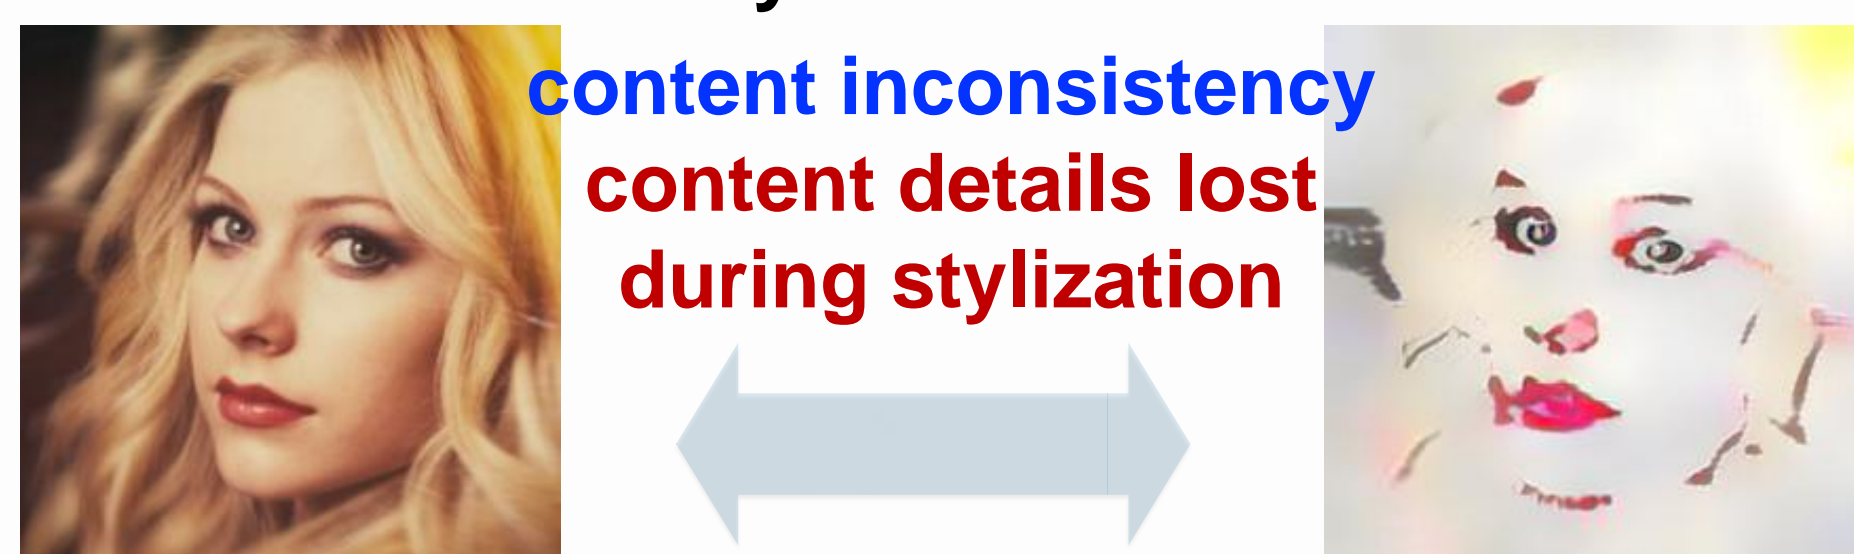 content inconsistency
content details lost
during stylization